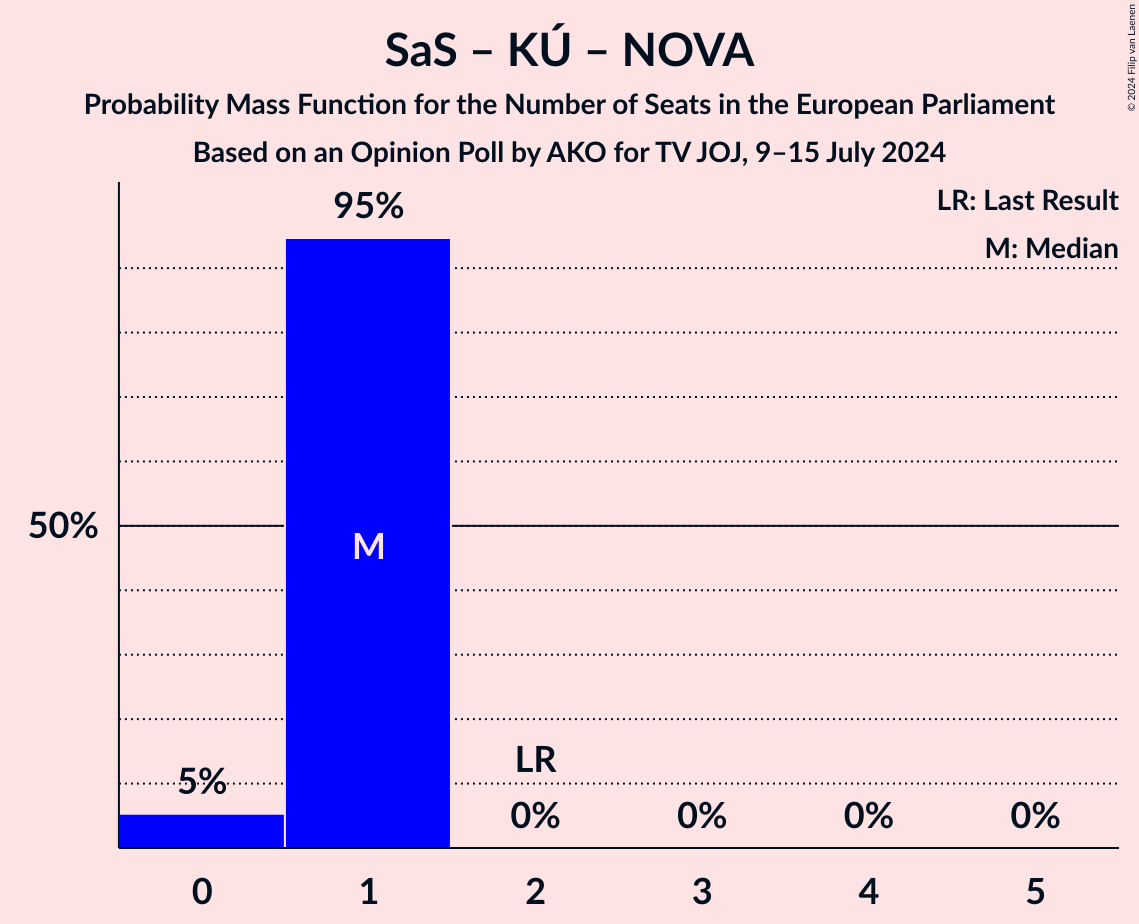 SaS – KÚ – NOVA
Probability Mass Function for the Number of Seats in the European Parliament
Based on an Opinion Poll by AKO for TV JOJ, 9–15 July 2024
© 2024 Filip van Laenen
LR: Last Result
M: Median
95%
50%
M
LR
5%
0% 0% 0% 0%
0 1 2 3 4 5